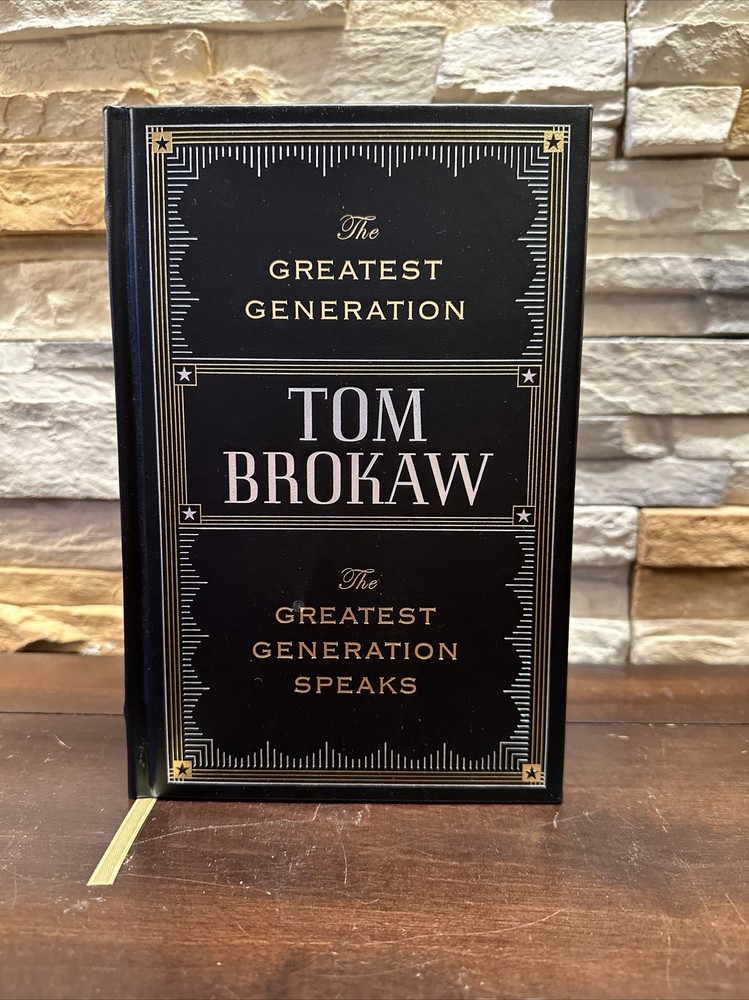 The
GREATEST
GENERATION
TOM
BROKAW
The
GREATEST
GENERATION
SPEAKS